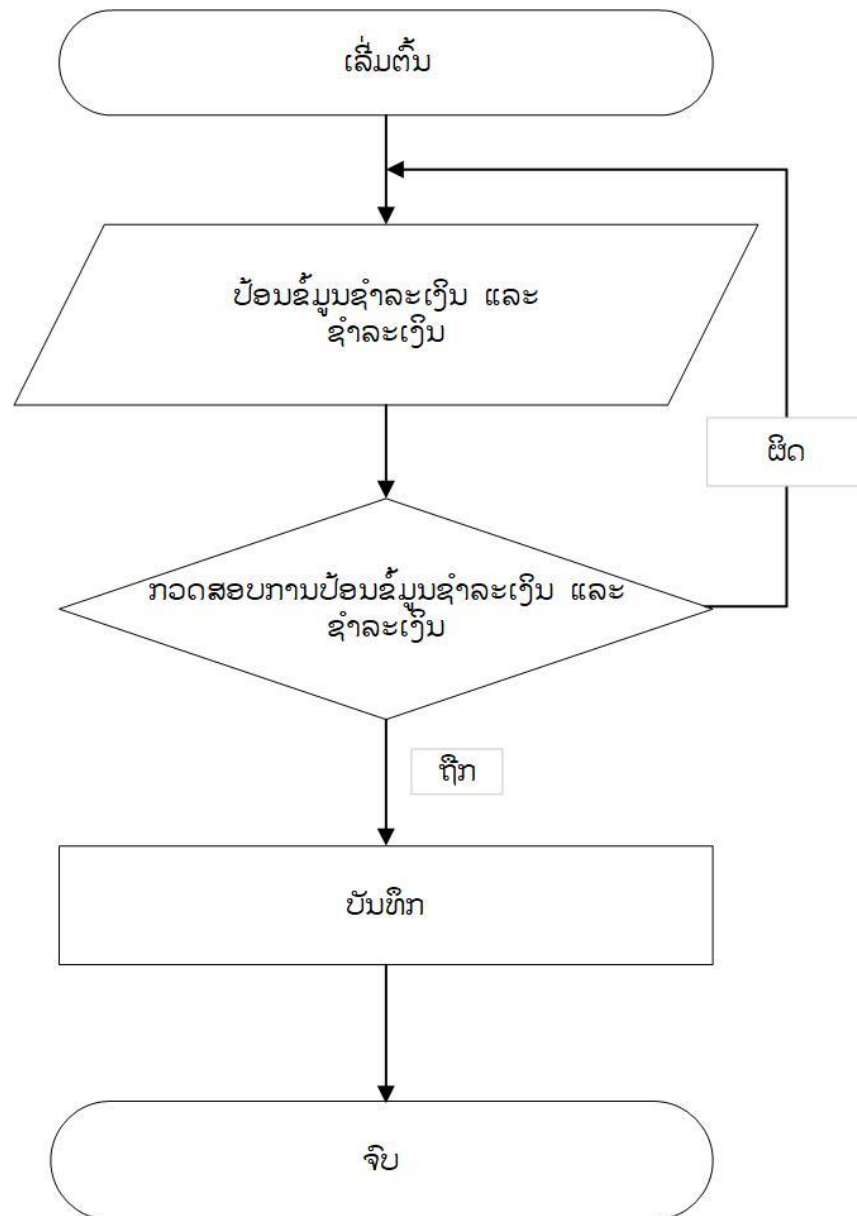 ເລີ່ມຕົ້ນ
ປ້ອນຂໍ້ມູນຊຳລະເງິນ ແລະ
ຊຳລະເງິນ
ຜິດ
ກວດສອບການປ້ອນຂໍ້ມູນຊຳລະເງິນ ແລະ
ຊຳລະເງິນ
ຖືກ
ບັນທຶກ
ຈົບ